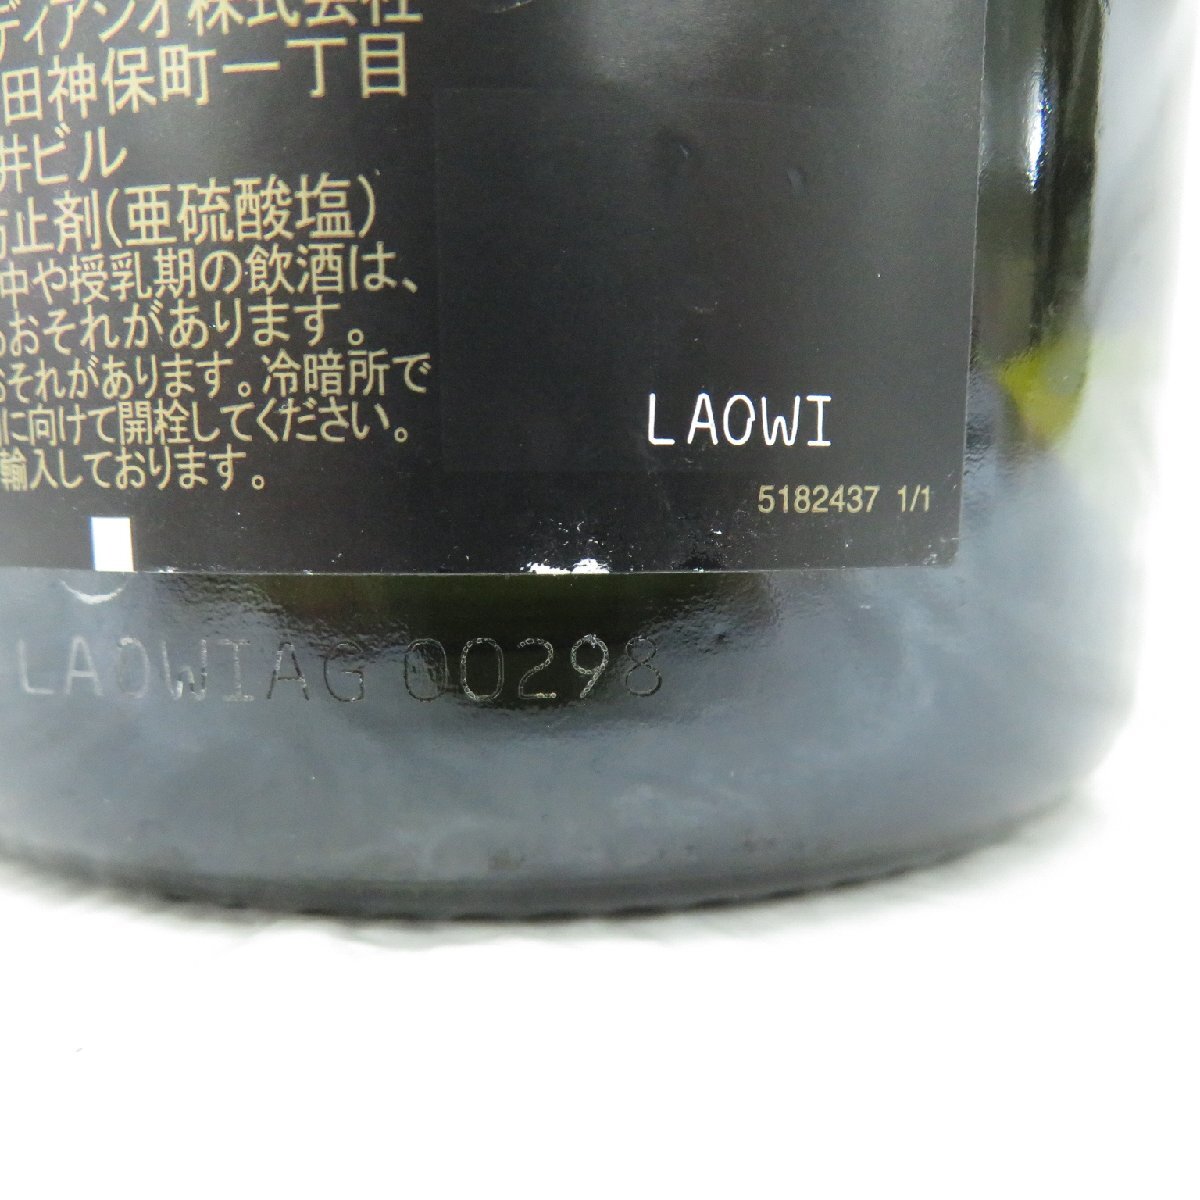 ディアジオ株式会社
田神保町一丁目
井ビル
防止剤(亜硫酸塩)
中や授乳期の飲酒は、
るおそれがあります。
おそれがあります。冷暗所で
に向けて開栓してください。
輸入しております。
LAOWI
5182437 1/1
LAOWIAG 00298